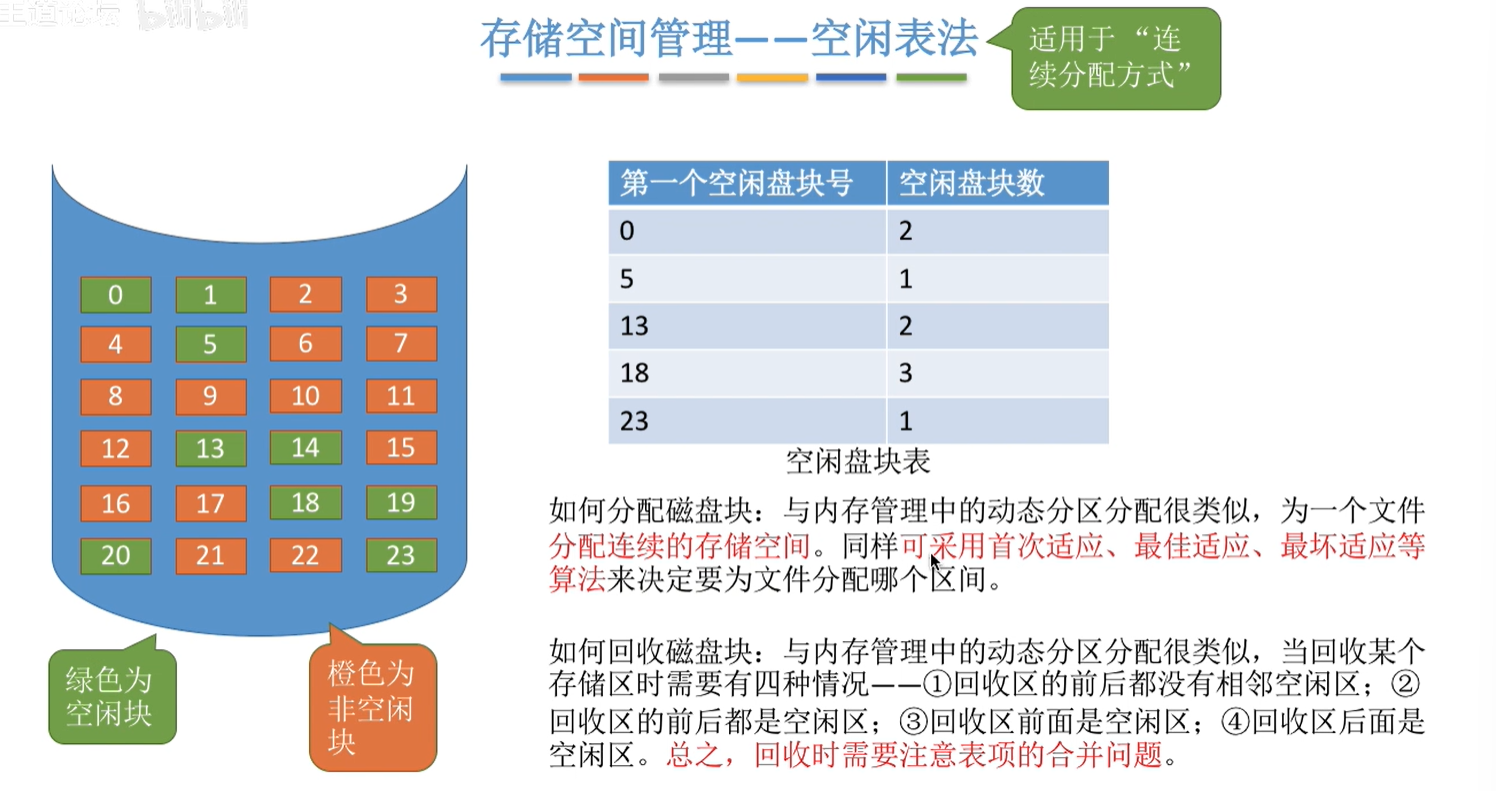 王道论坛 bilibili
存储空间管理——空闲表法
适用于“连
续分配方式”
第一个空闲盘块号 空闲盘块数
0 2
5 1
13 2
18 3
23 1
空闲盘块表
0 1 2 3
4 5 6 7
8 9 10 11
12 13 14 15
16 17 18 19
20 21 22 23
绿色为
空闲块
橙色为
非空闲
块
如何分配磁盘块：与内存管理中的动态分区分配很类似，为一个文件
分配连续的存储空间。同样可采用首次适应、最佳适应、最坏适应等
算法来决定要为文件分配哪个区间。
如何回收磁盘块：与内存管理中的动态分区分配很类似，当回收某个
存储区时需要有四种情况——①回收区的前后都没有相邻空闲区；②
回收区的前后都是空闲区；③回收区前面是空闲区；④回收区后面是
空闲区。总之，回收时需要注意表项的合并问题。